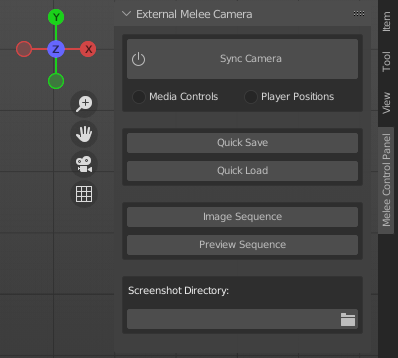 External Melee Camera
Y
Z
X
Sync Camera
Media Controls
Player Positions
Quick Save
Quick Load
Image Sequence
Preview Sequence
Screenshot Directory:
Item
Tool
View
Melee Control Panel